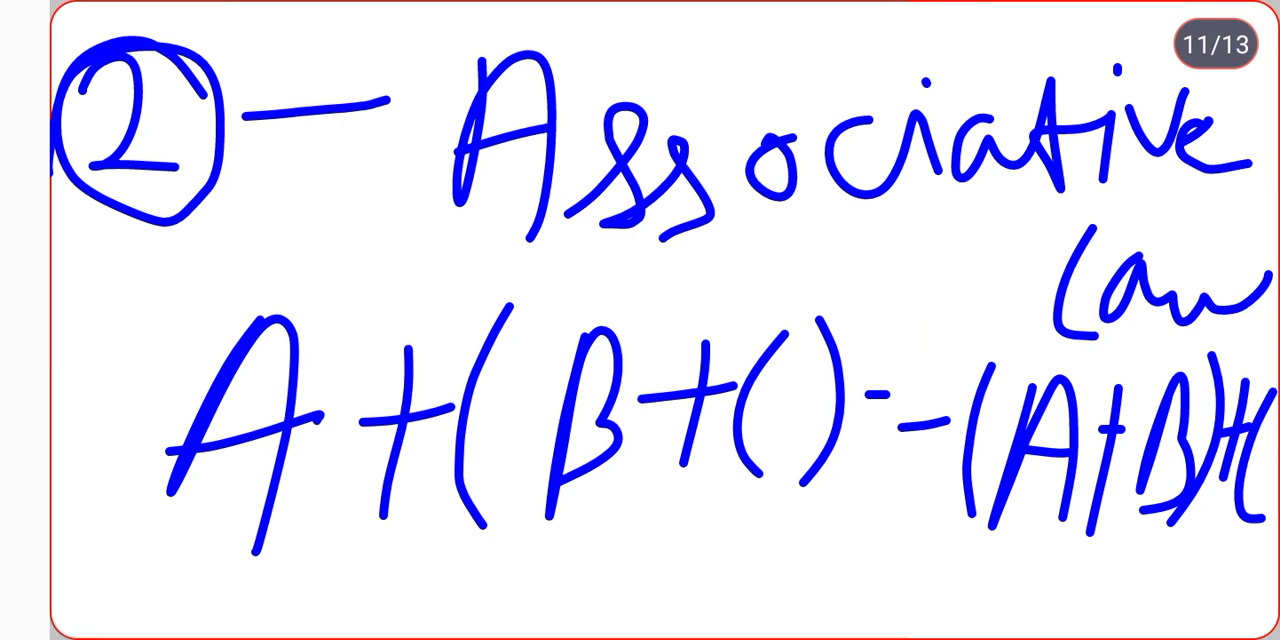 11/13
② — Associative
Law
A + (B + C) = (A + B) + C